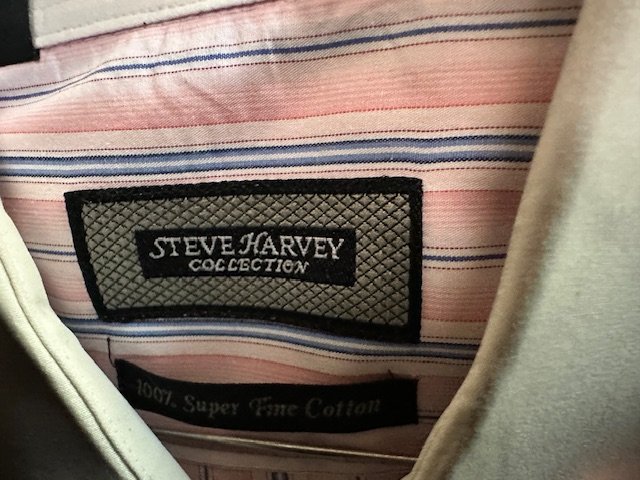 STEVE HARVEY
COLLECTION
100% Super Fine Cotton